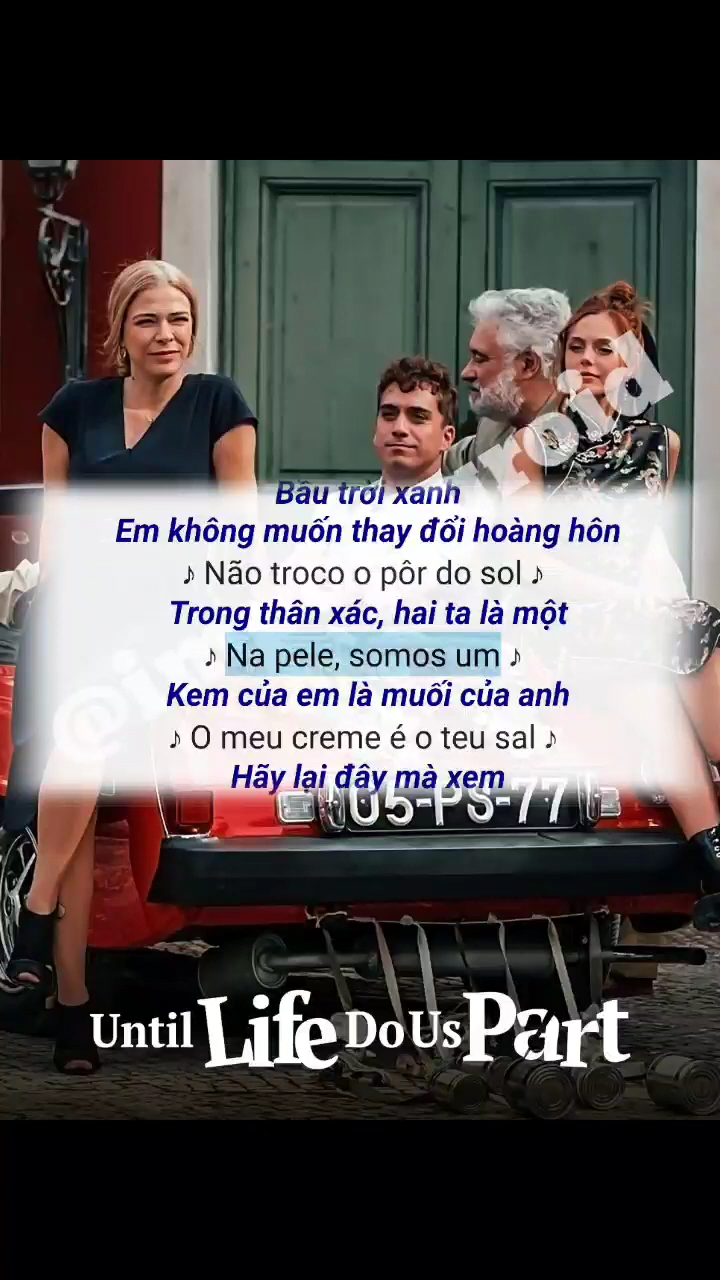 Bầu trời xanh
Em không muốn thay đổi hoàng hôn
♪ Não troco o pôr do sol ♪
Trong thân xác, hai ta là một
♪ Na pele, somos um ♪
Kem của em là muối của anh
♪ O meu creme é o teu sal ♪
Hãy lại đây mà xem
05-PS-77
Until Life Do Us Part